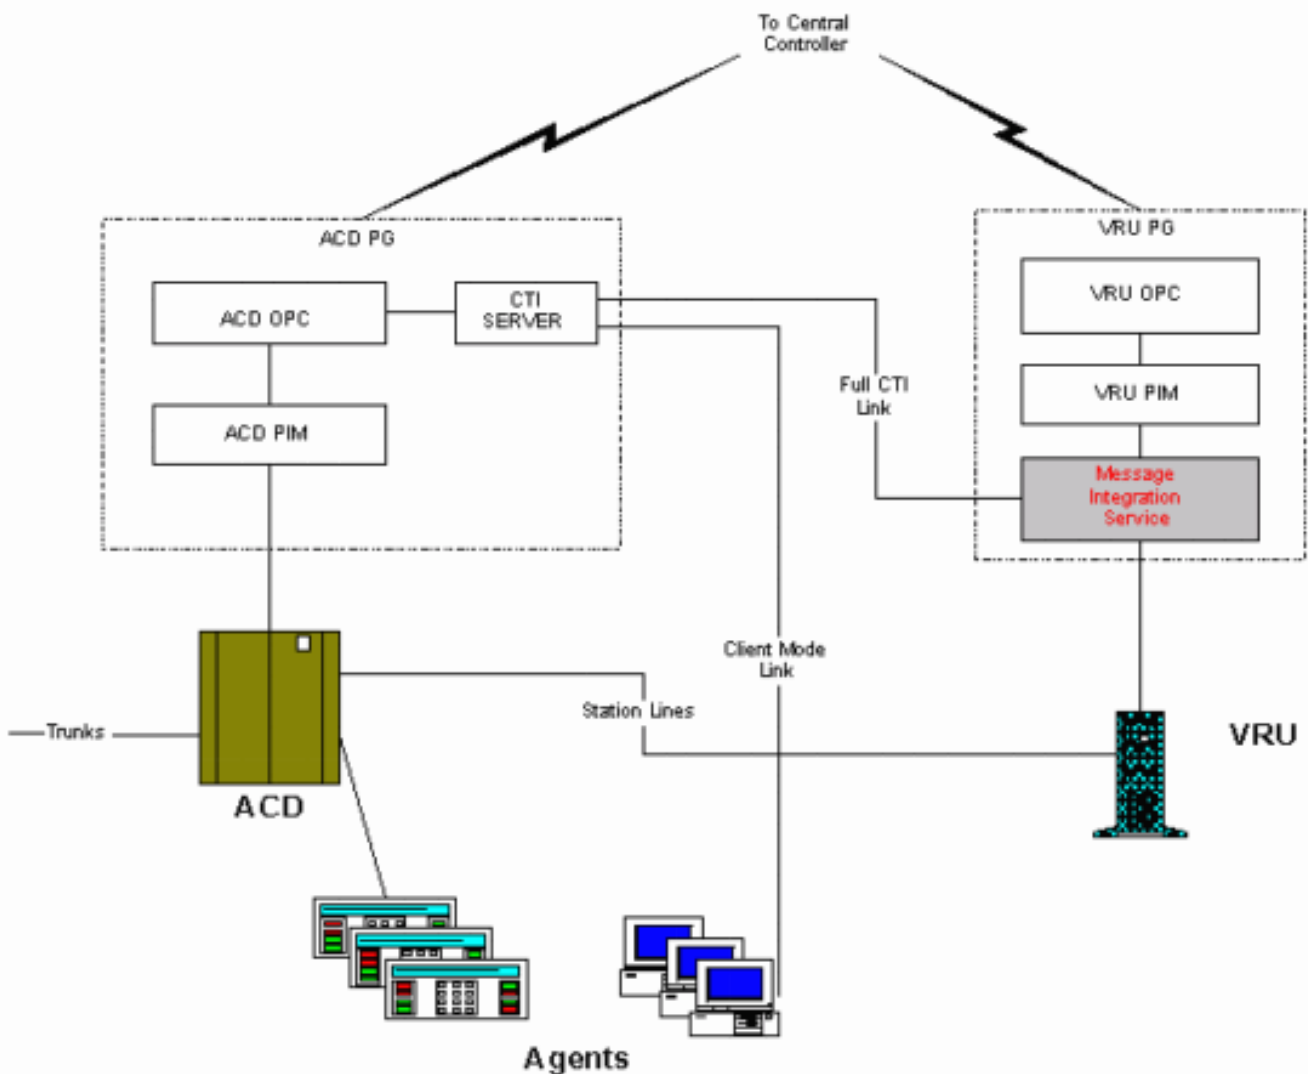 To Central
Controller
ACD PG
VRU PG
ACD OPC
CTI
SERVER
VRU OPC
ACD PIM
Full CTI
Link
VRU PIM
Message
Integration
Service
Client Mode
Link
Station Lines
Trunks
VRU
ACD
Agents